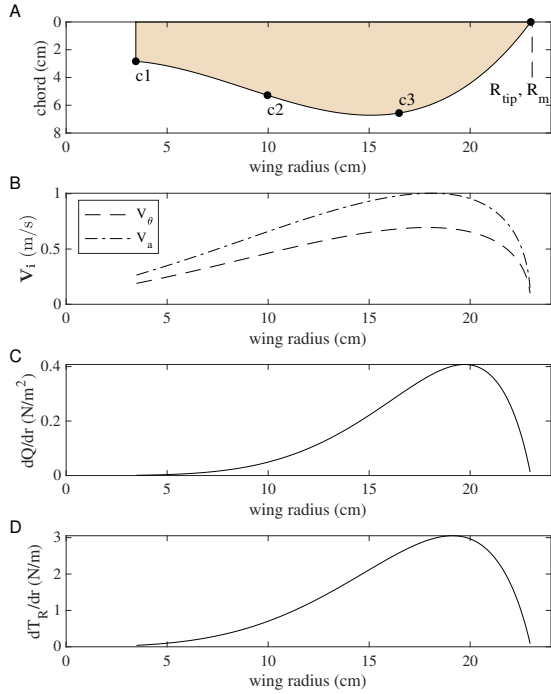 A
0
2
4
6
8
chord (cm)
c1
c2
c3
R_tip, R_m
0 5 10 15 20
wing radius (cm)
B
1
0.5
0
V_i (m/s)
V_θ
V_a
0 5 10 15 20
wing radius (cm)
C
0.4
0.2
0
dQ/dr (N/m²)
0 5 10 15 20
wing radius (cm)
D
3
2
1
0
dT_R/dr (N/m)
0 5 10 15 20
wing radius (cm)